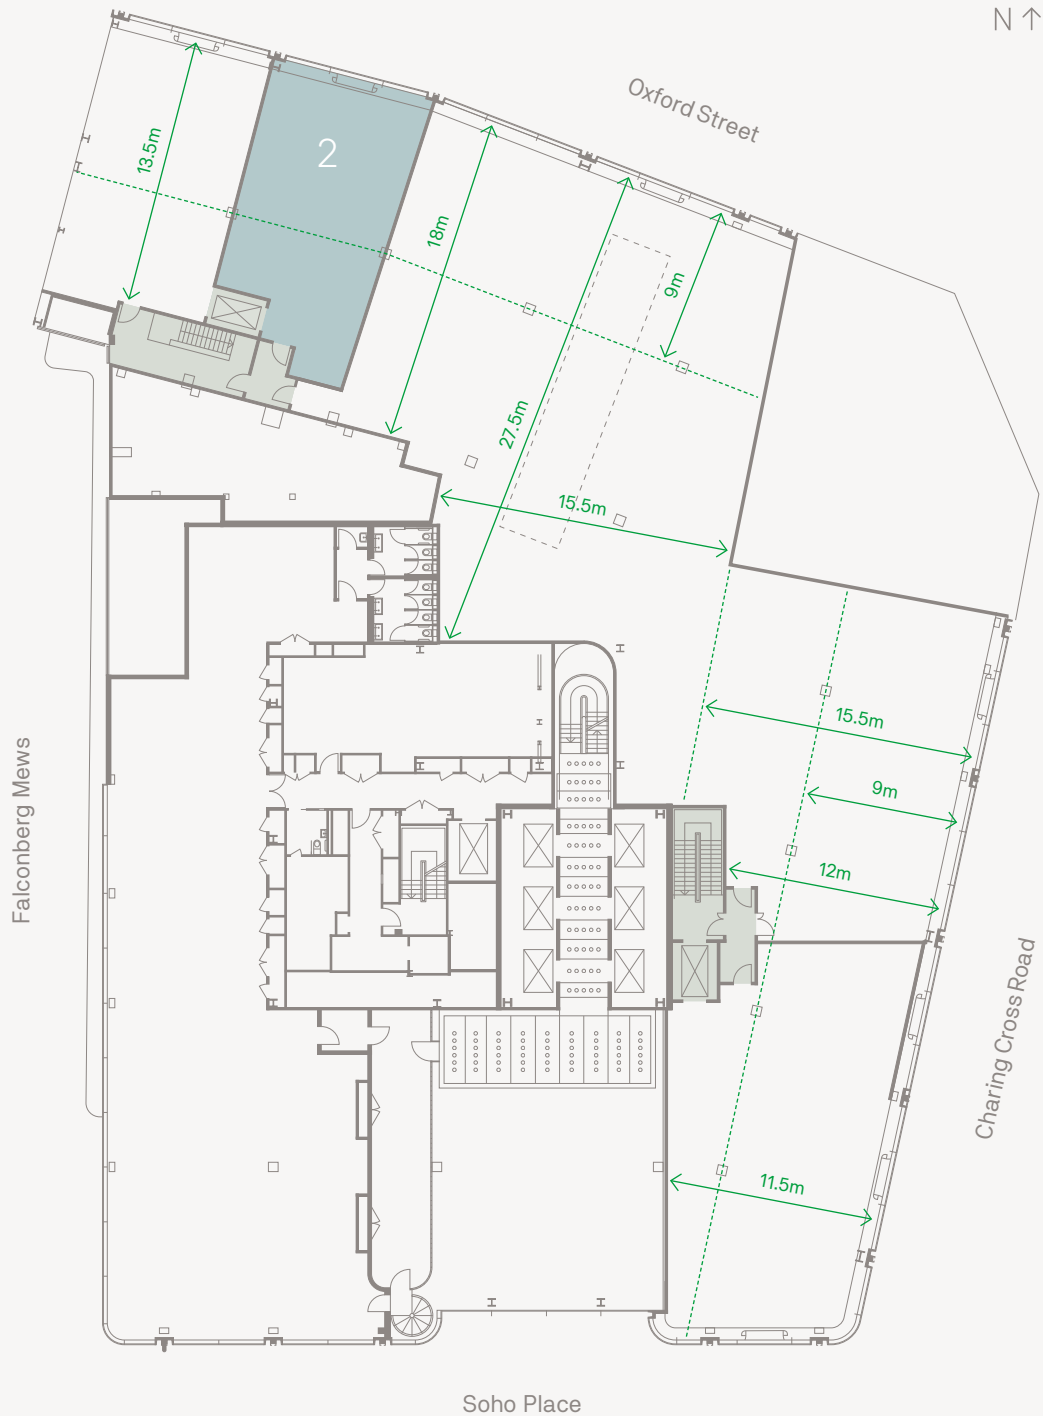 N ↑
Oxford Street
2
13.5m
18m
9m
27.5m
15.5m
15.5m
9m
12m
11.5m
Falconberg Mews
Charing Cross Road
Soho Place